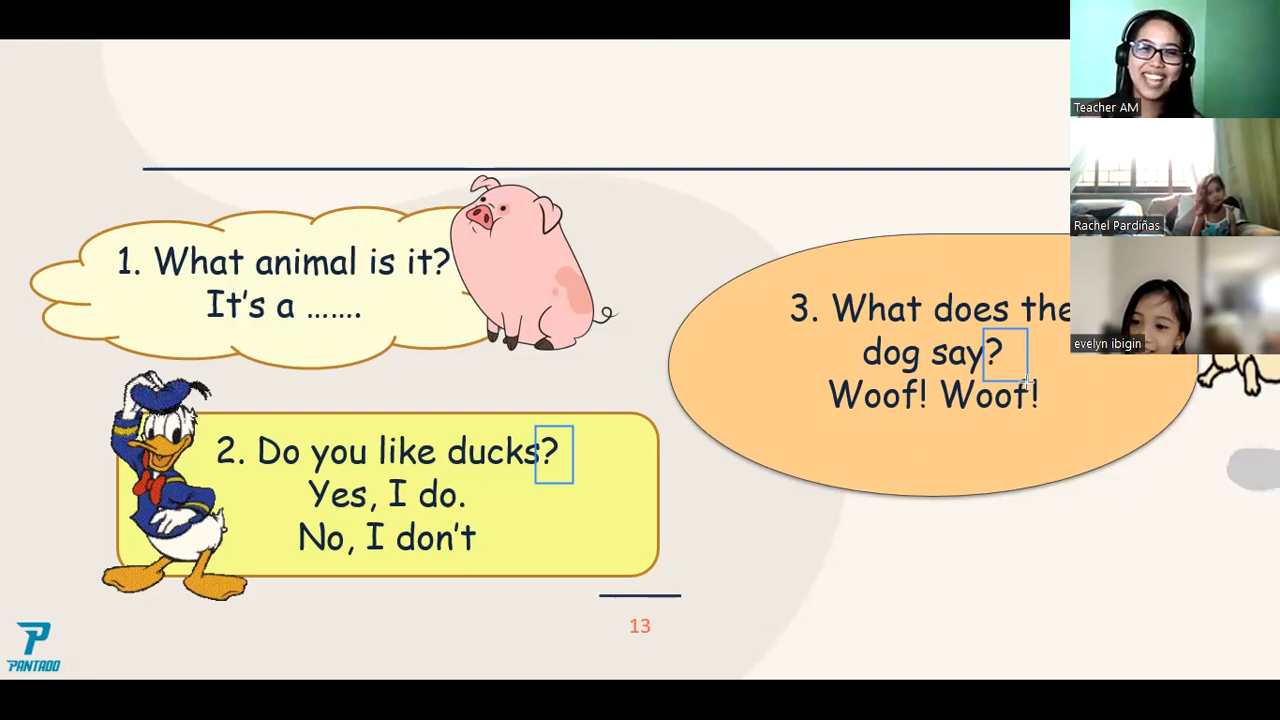 1. What animal is it?
It's a .......
2. Do you like ducks?
Yes, I do.
No, I don't
3. What does the
dog say?
Woof! Woof!
13
PANTADO
Teacher AM
Rachel Pardiñas
evelyn ibigin